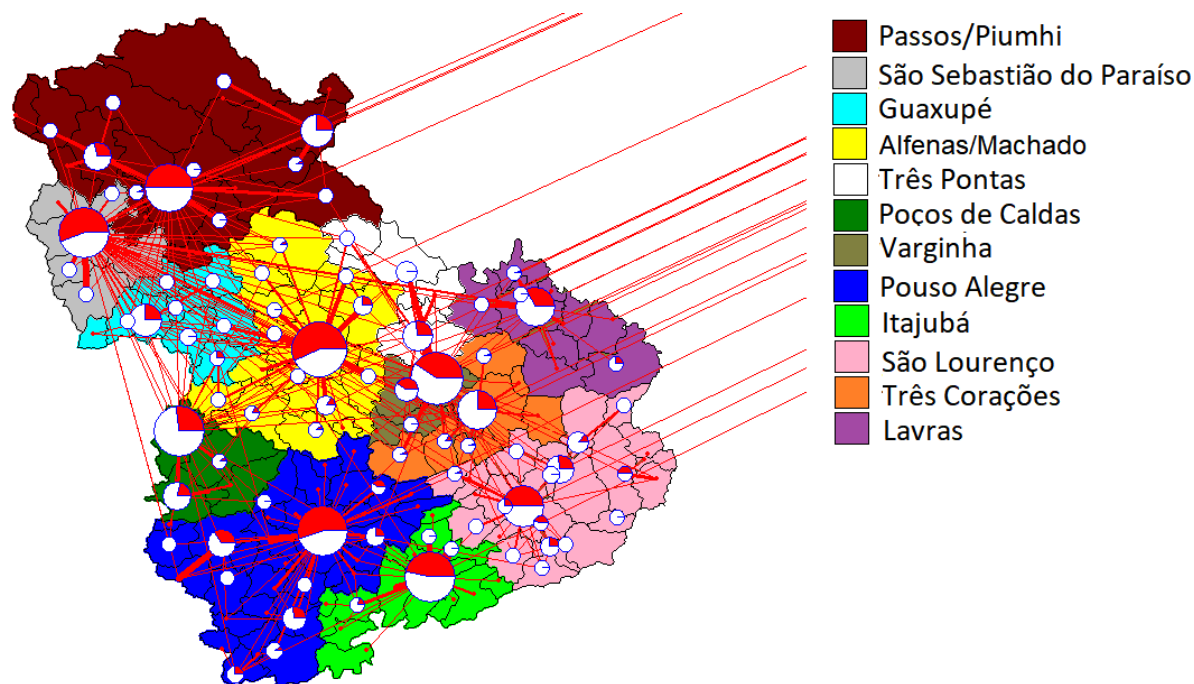 Passos/Piumhi
São Sebastião do Paraíso
Guaxupé
Alfenas/Machado
Três Pontas
Poços de Caldas
Varginha
Pouso Alegre
Itajubá
São Lourenço
Três Corações
Lavras